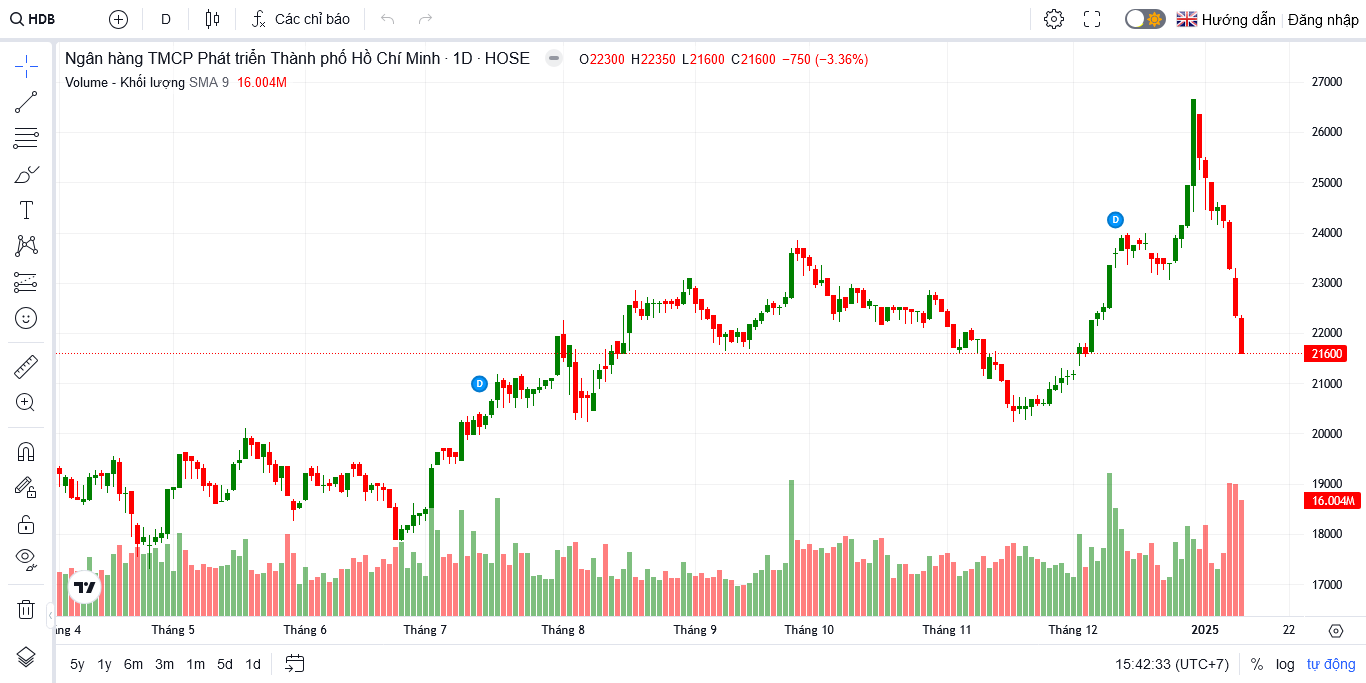 HDB D Các chỉ báo Hướng dẫn Đăng nhập
Ngân hàng TMCP Phát triển Thành phố Hồ Chí Minh · 1D · HOSE O22300 H22350 L21600 C21600 −750 (−3.36%)
Volume - Khối lượng SMA 9 16.004M
27000
26000
25000
24000
23000
22000
21600
21000
20000
19000
16.004M
18000
17000
D
D
ng 4 Tháng 5 Tháng 6 Tháng 7 Tháng 8 Tháng 9 Tháng 10 Tháng 11 Tháng 12 2025 22
5y 1y 6m 3m 1m 5d 1d 15:42:33 (UTC+7) % log tự động